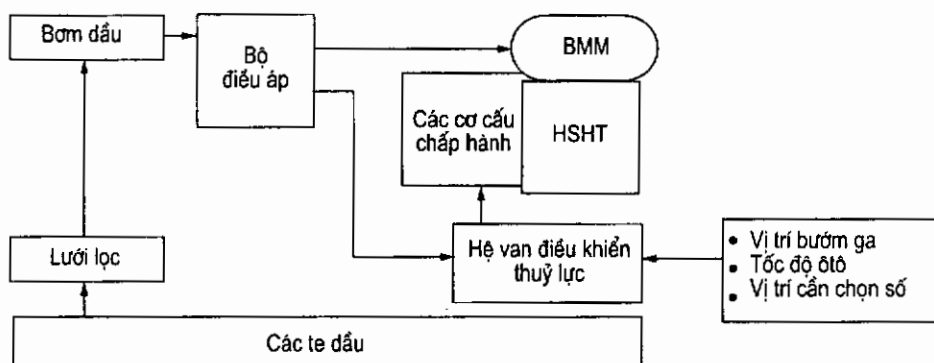 Bơm dầu
Bộ
điều áp
BMM
Các cơ cấu
chấp hành
HSHT
Lưới lọc
Hệ van điều khiển
thuỷ lực
• Vị trí bướm ga
• Tốc độ ôtô
• Vị trí cần chọn số
Các te dầu